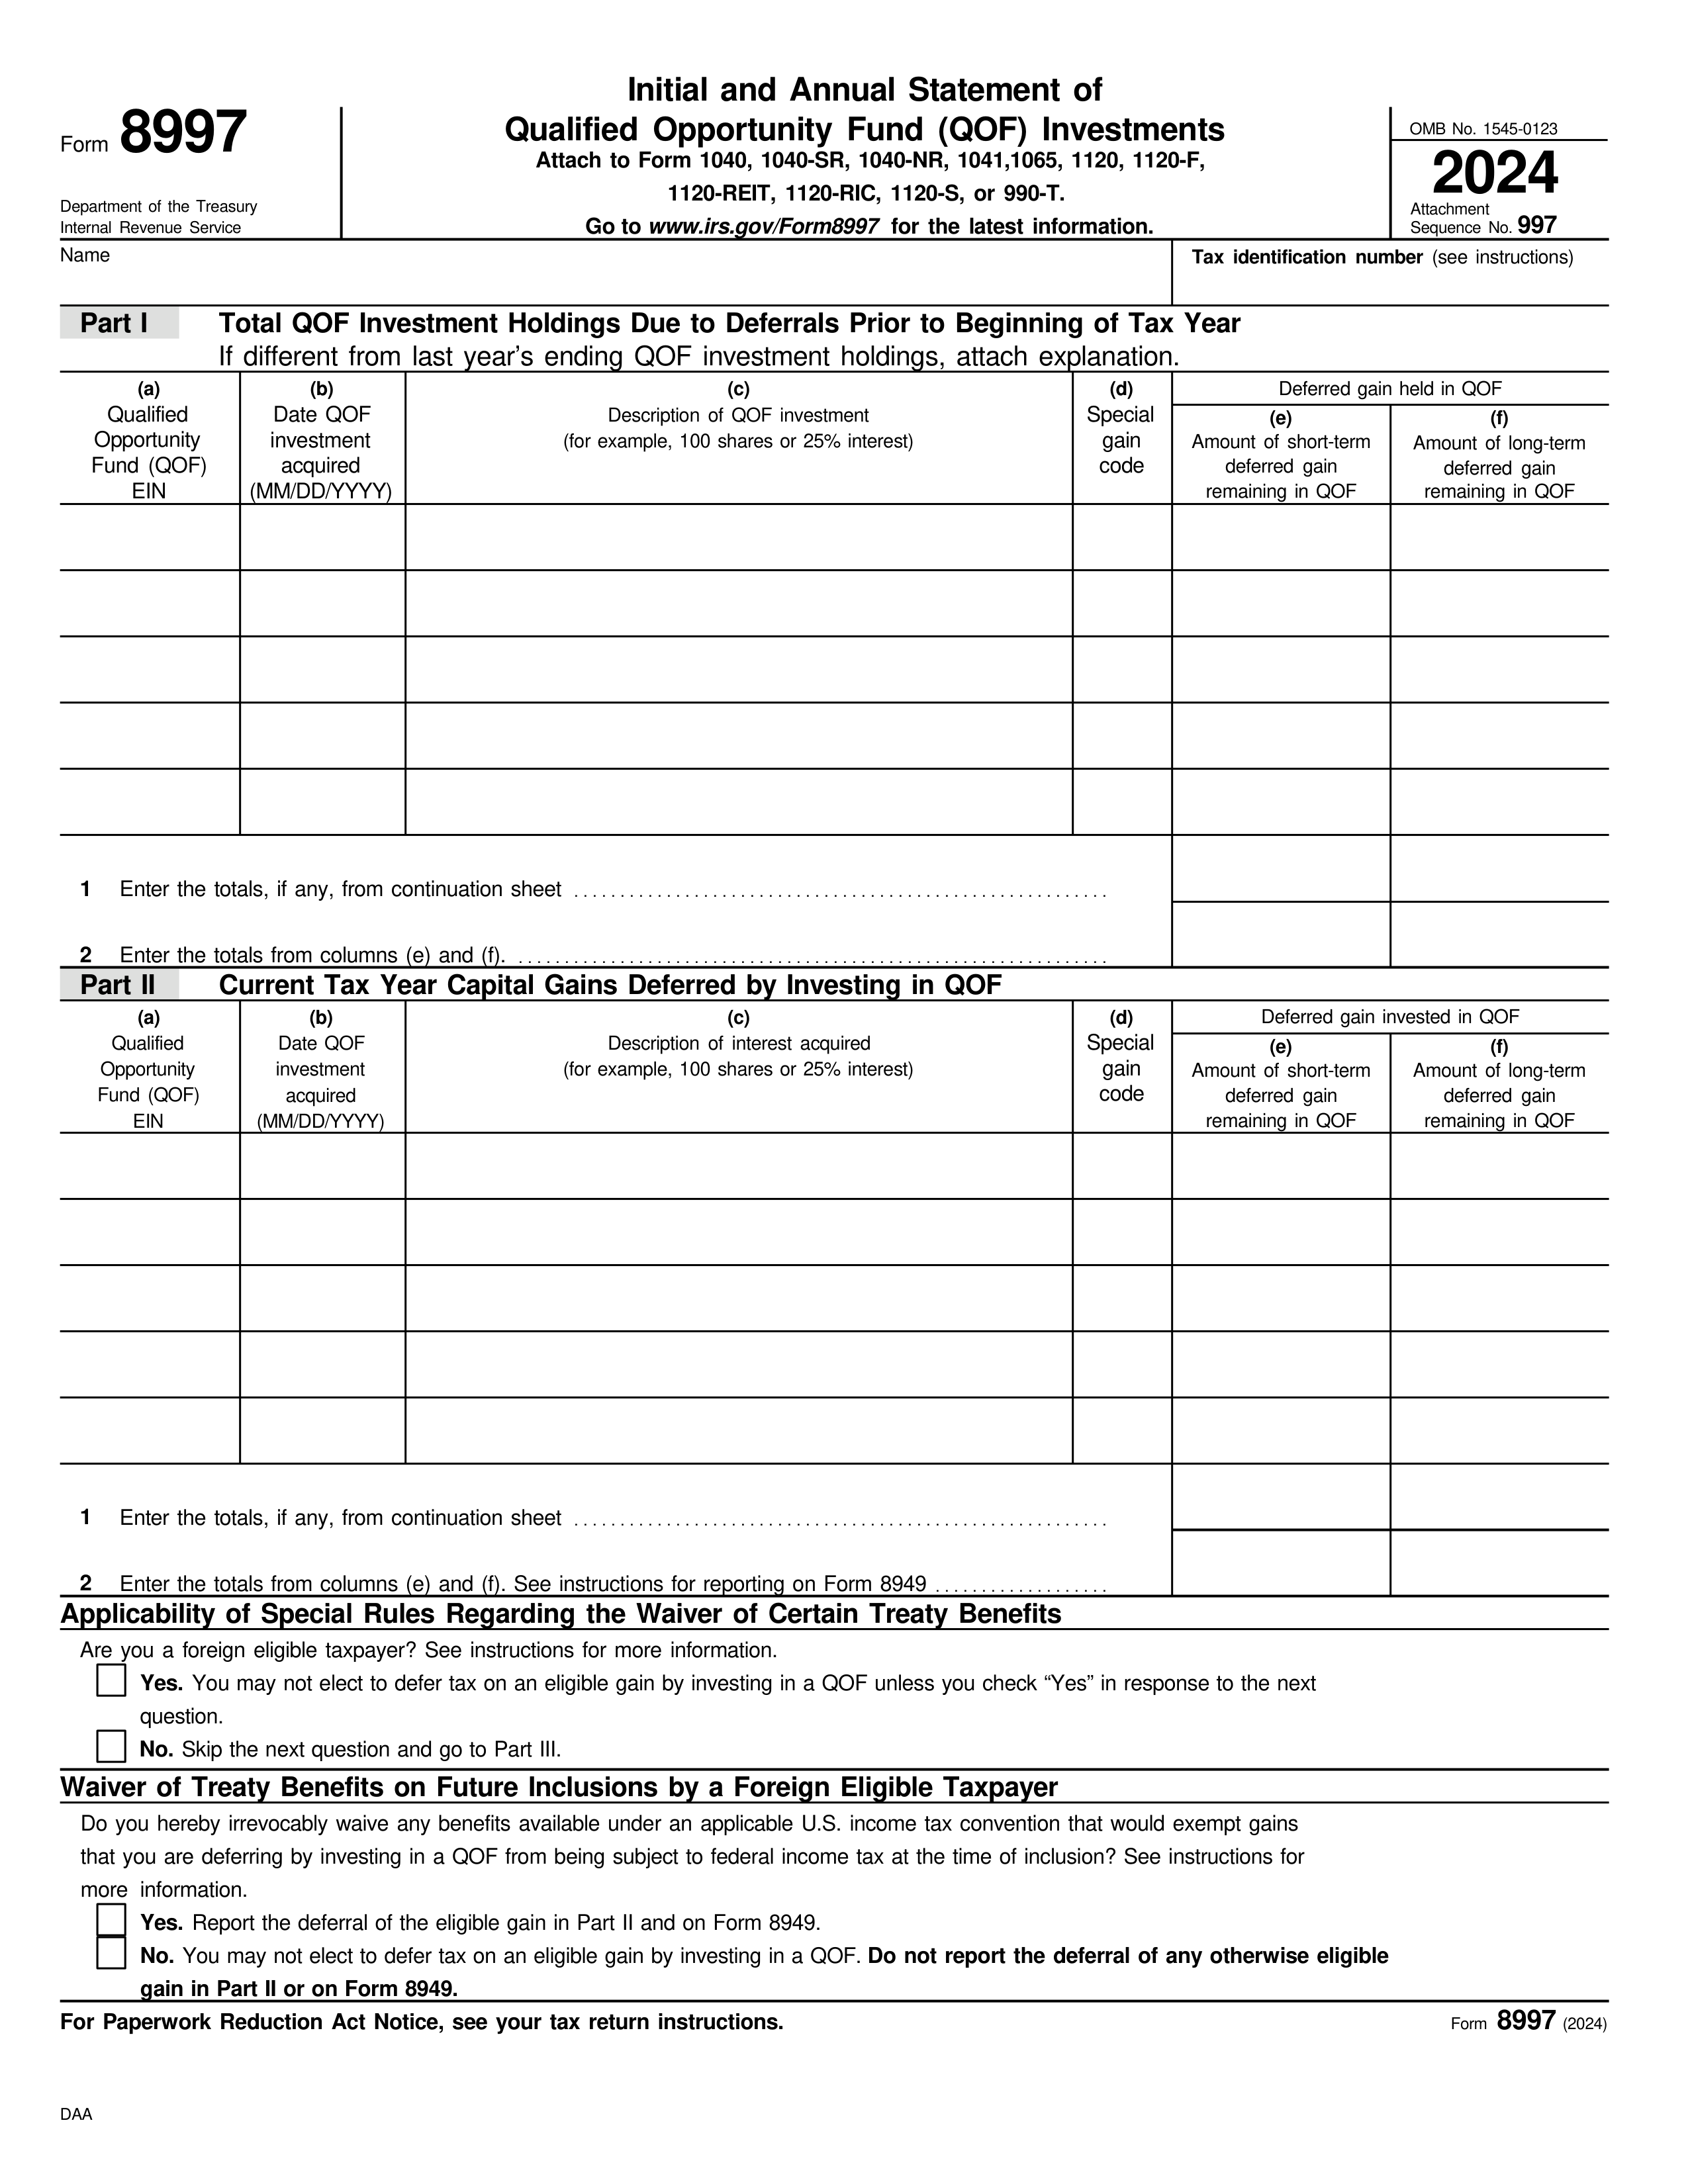 Form 8997
Department of the Treasury
Internal Revenue Service
Initial and Annual Statement of
Qualified Opportunity Fund (QOF) Investments
Attach to Form 1040, 1040-SR, 1040-NR, 1041,1065, 1120, 1120-F,
1120-REIT, 1120-RIC, 1120-S, or 990-T.
Go to www.irs.gov/Form8997 for the latest information.
OMB No. 1545-0123
2024
Attachment
Sequence No. 997
Name
Tax identification number (see instructions)
Part I Total QOF Investment Holdings Due to Deferrals Prior to Beginning of Tax Year
If different from last year’s ending QOF investment holdings, attach explanation.
(a)
Qualified
Opportunity
Fund (QOF)
EIN
(b)
Date QOF
investment
acquired
(MM/DD/YYYY)
(c)
Description of QOF investment
(for example, 100 shares or 25% interest)
(d)
Special
gain
code
Deferred gain held in QOF
(e)
Amount of short-term
deferred gain
remaining in QOF
(f)
Amount of long-term
deferred gain
remaining in QOF
1 Enter the totals, if any, from continuation sheet ..........................................................
2 Enter the totals from columns (e) and (f). ................................................................
Part II Current Tax Year Capital Gains Deferred by Investing in QOF
(a)
Qualified
Opportunity
Fund (QOF)
EIN
(b)
Date QOF
investment
acquired
(MM/DD/YYYY)
(c)
Description of interest acquired
(for example, 100 shares or 25% interest)
(d)
Special
gain
code
Deferred gain invested in QOF
(e)
Amount of short-term
deferred gain
remaining in QOF
(f)
Amount of long-term
deferred gain
remaining in QOF
1 Enter the totals, if any, from continuation sheet ..........................................................
2 Enter the totals from columns (e) and (f). See instructions for reporting on Form 8949 ...................
Applicability of Special Rules Regarding the Waiver of Certain Treaty Benefits
Are you a foreign eligible taxpayer? See instructions for more information.
Yes. You may not elect to defer tax on an eligible gain by investing in a QOF unless you check “Yes” in response to the next
question.
No. Skip the next question and go to Part III.
Waiver of Treaty Benefits on Future Inclusions by a Foreign Eligible Taxpayer
Do you hereby irrevocably waive any benefits available under an applicable U.S. income tax convention that would exempt gains
that you are deferring by investing in a QOF from being subject to federal income tax at the time of inclusion? See instructions for
more information.
Yes. Report the deferral of the eligible gain in Part II and on Form 8949.
No. You may not elect to defer tax on an eligible gain by investing in a QOF. Do not report the deferral of any otherwise eligible
gain in Part II or on Form 8949.
For Paperwork Reduction Act Notice, see your tax return instructions.
Form 8997 (2024)
DAA